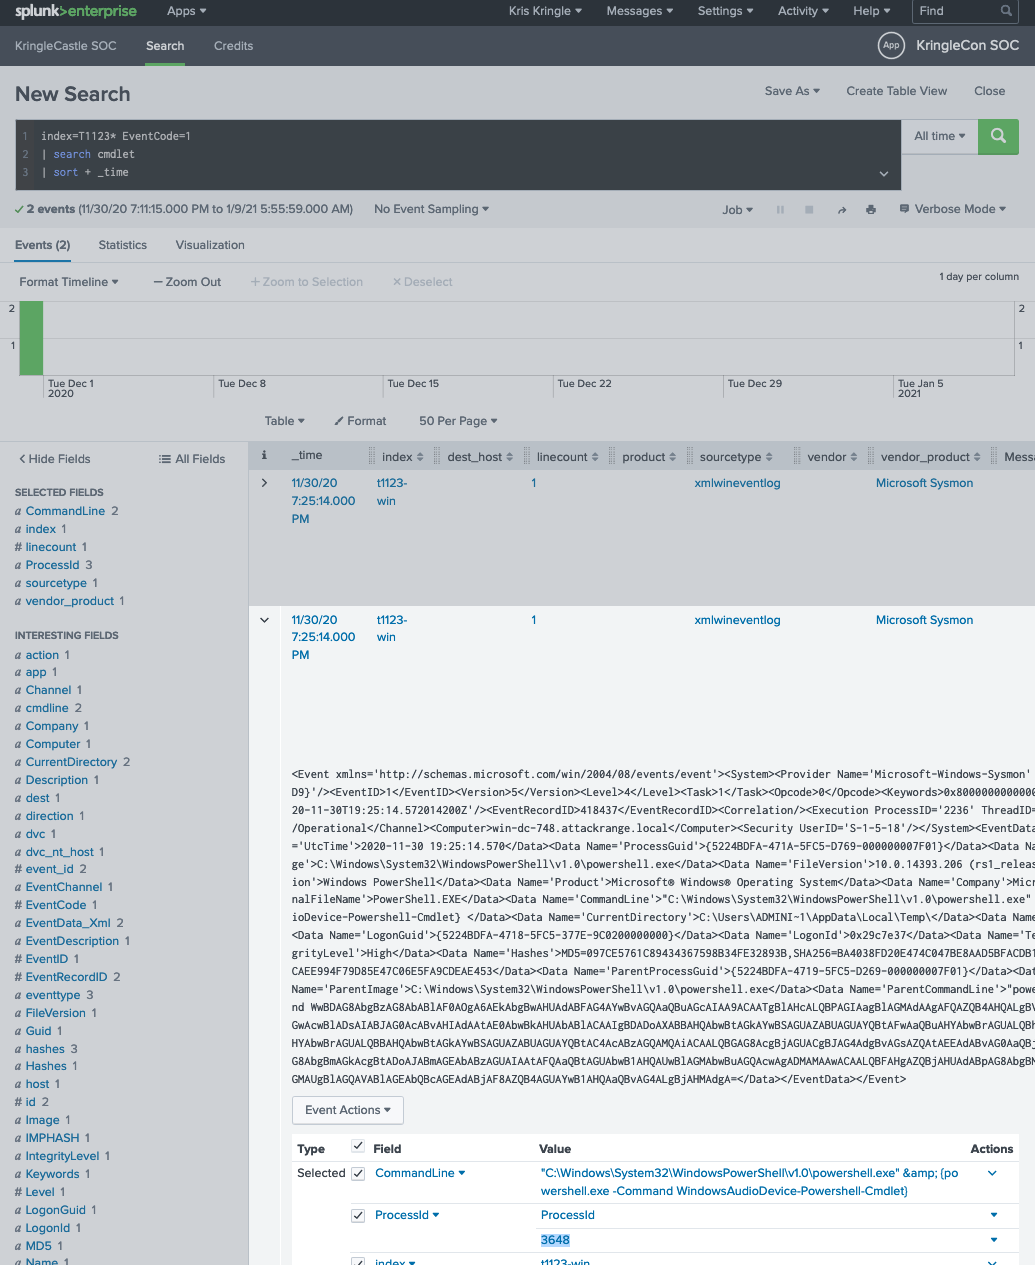 splunk>enterprise Apps Kris Kringle Messages Settings Activity Help Find
KringleCastle SOC Search Credits App KringleCon SOC
New Search Save As Create Table View Close
1 index=T1123* EventCode=1
2 | search cmdlet
3 | sort + _time
All time
2 events (11/30/20 7:11:15.000 PM to 1/9/21 5:55:59.000 AM) No Event Sampling Job Verbose Mode
Events (2) Statistics Visualization
Format Timeline — Zoom Out + Zoom to Selection × Deselect 1 day per column
2 2
1 1
Tue Dec 1 Tue Dec 8 Tue Dec 15 Tue Dec 22 Tue Dec 29 Tue Jan 5
2020 2021
Table Format 50 Per Page
< Hide Fields All Fields
i _time index dest_host linecount product sourcetype vendor vendor_product Messa
11/30/20 t1123- 1 xmlwineventlog Microsoft Sysmon
7:25:14.000 win
PM
11/30/20 t1123- 1 xmlwineventlog Microsoft Sysmon
7:25:14.000 win
PM
SELECTED FIELDS
a CommandLine 2
a index 1
# linecount 1
a ProcessId 3
a sourcetype 1
a vendor_product 1
INTERESTING FIELDS
a action 1
a app 1
a Channel 1
a cmdline 2
a Company 1
a Computer 1
a CurrentDirectory 2
a Description 1
a dest 1
a direction 1
a dvc 1
a dvc_nt_host 1
# event_id 2
a EventChannel 1
# EventCode 1
a EventData_Xml 2
a EventDescription 1
# EventID 1
# EventRecordID 2
a eventtype 3
a FileVersion 1
a Guid 1
a hashes 3
a Hashes 1
a host 1
# id 2
a Image 1
a IMPHASH 1
a IntegrityLevel 1
a Keywords 1
# Level 1
a LogonGuid 1
a LogonId 1
a MD5 1
a Name 1
<Event xmlns='http://schemas.microsoft.com/win/2004/08/events/event'><System><Provider Name='Microsoft-Windows-Sysmon'
D9}'/><EventID>1</EventID><Version>5</Version><Level>4</Level><Task>1</Task><Opcode>0</Opcode><Keywords>0x8000000000000
20-11-30T19:25:14.572014200Z'/><EventRecordID>418437</EventRecordID><Correlation/><Execution ProcessID='2236' ThreadID=
/Operational</Channel><Computer>win-dc-748.attackrange.local</Computer><Security UserID='S-1-5-18'/></System><EventData
='UtcTime'>2020-11-30 19:25:14.570</Data><Data Name='ProcessGuid'>{5224BDFA-471A-5FC5-D769-000000007F01}</Data><Data Na
ge'>C:\Windows\System32\WindowsPowerShell\v1.0\powershell.exe</Data><Data Name='FileVersion'>10.0.14393.206 (rs1_releas
ion'>Windows PowerShell</Data><Data Name='Product'>Microsoft® Windows® Operating System</Data><Data Name='Company'>Micr
nalFileName'>PowerShell.EXE</Data><Data Name='CommandLine'>"C:\Windows\System32\WindowsPowerShell\v1.0\powershell.exe"
ioDevice-Powershell-Cmdlet} </Data><Data Name='CurrentDirectory'>C:\Users\ADMINI~1\AppData\Local\Temp\</Data><Data Name
<Data Name='LogonGuid'>{5224BDFA-4718-5FC5-377E-9C0200000000}</Data><Data Name='LogonId'>0x29c7e37</Data><Data Name='Te
grityLevel'>High</Data><Data Name='Hashes'>MD5=097CE5761C89434367598B34FE32893B,SHA256=BA4038FD20E474C047BE8AAD5BFACDB1
CAEE994F79D85E47C06E5FA9CDEAE453</Data><Data Name='ParentProcessGuid'>{5224BDFA-4719-5FC5-D269-000000007F01}</Data><Dat
Name='ParentImage'>C:\Windows\System32\WindowsPowerShell\v1.0\powershell.exe</Data><Data Name='ParentCommandLine'>"powe
nd
</Data></EventData></Event>
Event Actions
Type Field Value Actions
Selected CommandLine "C:\Windows\System32\WindowsPowerShell\v1.0\powershell.exe" &amp; {po
wershell.exe -Command WindowsAudioDevice-Powershell-Cmdlet}
ProcessId ProcessId
3648
index t1123-win